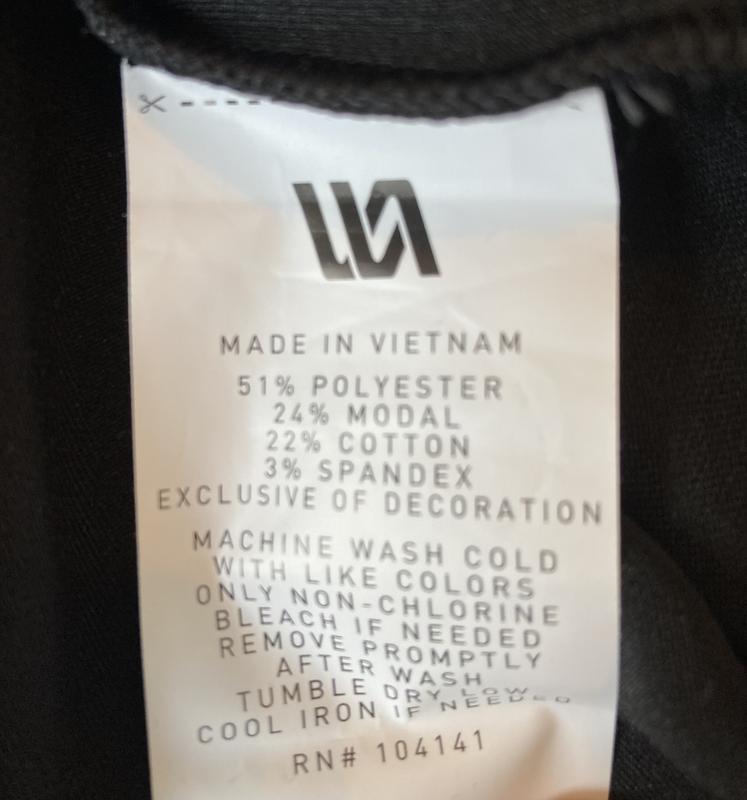 MADE IN VIETNAM
51% POLYESTER
24% MODAL
22% COTTON
3% SPANDEX
EXCLUSIVE OF DECORATION
MACHINE WASH COLD
WITH LIKE COLORS
ONLY NON-CHLORINE
BLEACH IF NEEDED
REMOVE PROMPTLY
AFTER WASH
TUMBLE DRY LOW
COOL IRON IF NEEDED
RN# 104141